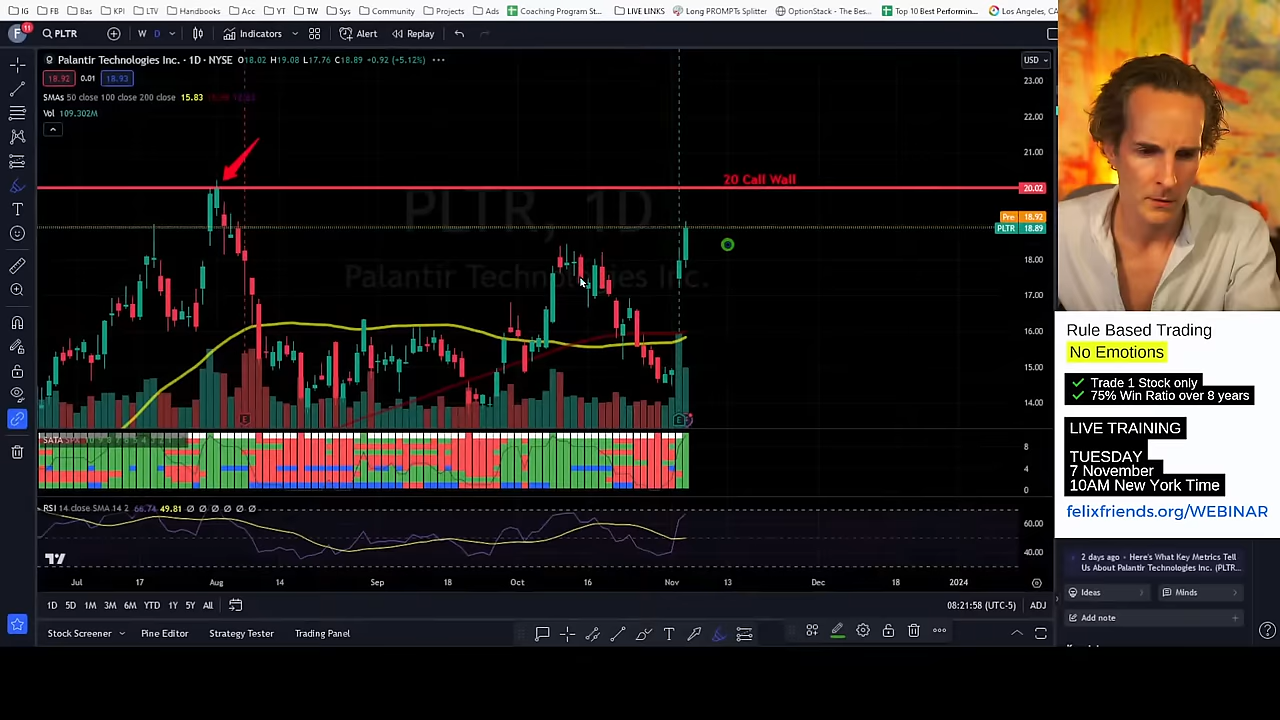 IG FB Bas KPI LTV Handbooks Acc YT TW Sys Community Projects Ads Coaching Program St... LIVE LINKS Long PROMPTs Splitter OptionStack - The Bes... Top 10 Best Performin... Los Angeles, CA
F 11 PLTR W D Indicators Alert Replay
Palantir Technologies Inc. · 1D · NYSE O18.02 H19.08 L17.76 C18.89 +0.92 (+5.12%)
USD
18.92 0.01 18.93
23.00
SMAs 50 close 100 close 200 close 15.83
Vol 109.302M
22.00
21.00
20 Call Wall
20.02
PLTR, 1D
Palantir Technologies Inc.
Pre 18.92
PLTR 18.89
18.00
17.00
16.00
15.00
14.00
E
SATA SPX
8
4
0
RSI 14 close SMA 14 2 66.74 49.81 Ø Ø Ø Ø Ø Ø
60.00
40.00
Jul 17 Aug 14 Sep 18 Oct 16 Nov 13 Dec 18 2024
1D 5D 1M 3M 6M YTD 1Y 5Y All
08:21:58 (UTC-5) ADJ
Stock Screener Pine Editor Strategy Tester Trading Panel
Rule Based Trading
No Emotions
Trade 1 Stock only
75% Win Ratio over 8 years
LIVE TRAINING
TUESDAY
7 November
10AM New York Time
felixfriends.org/WEBINAR
2 days ago • Here's What Key Metrics Tell
Us About Palantir Technologies Inc. (PLTR...
Ideas Minds
Add note